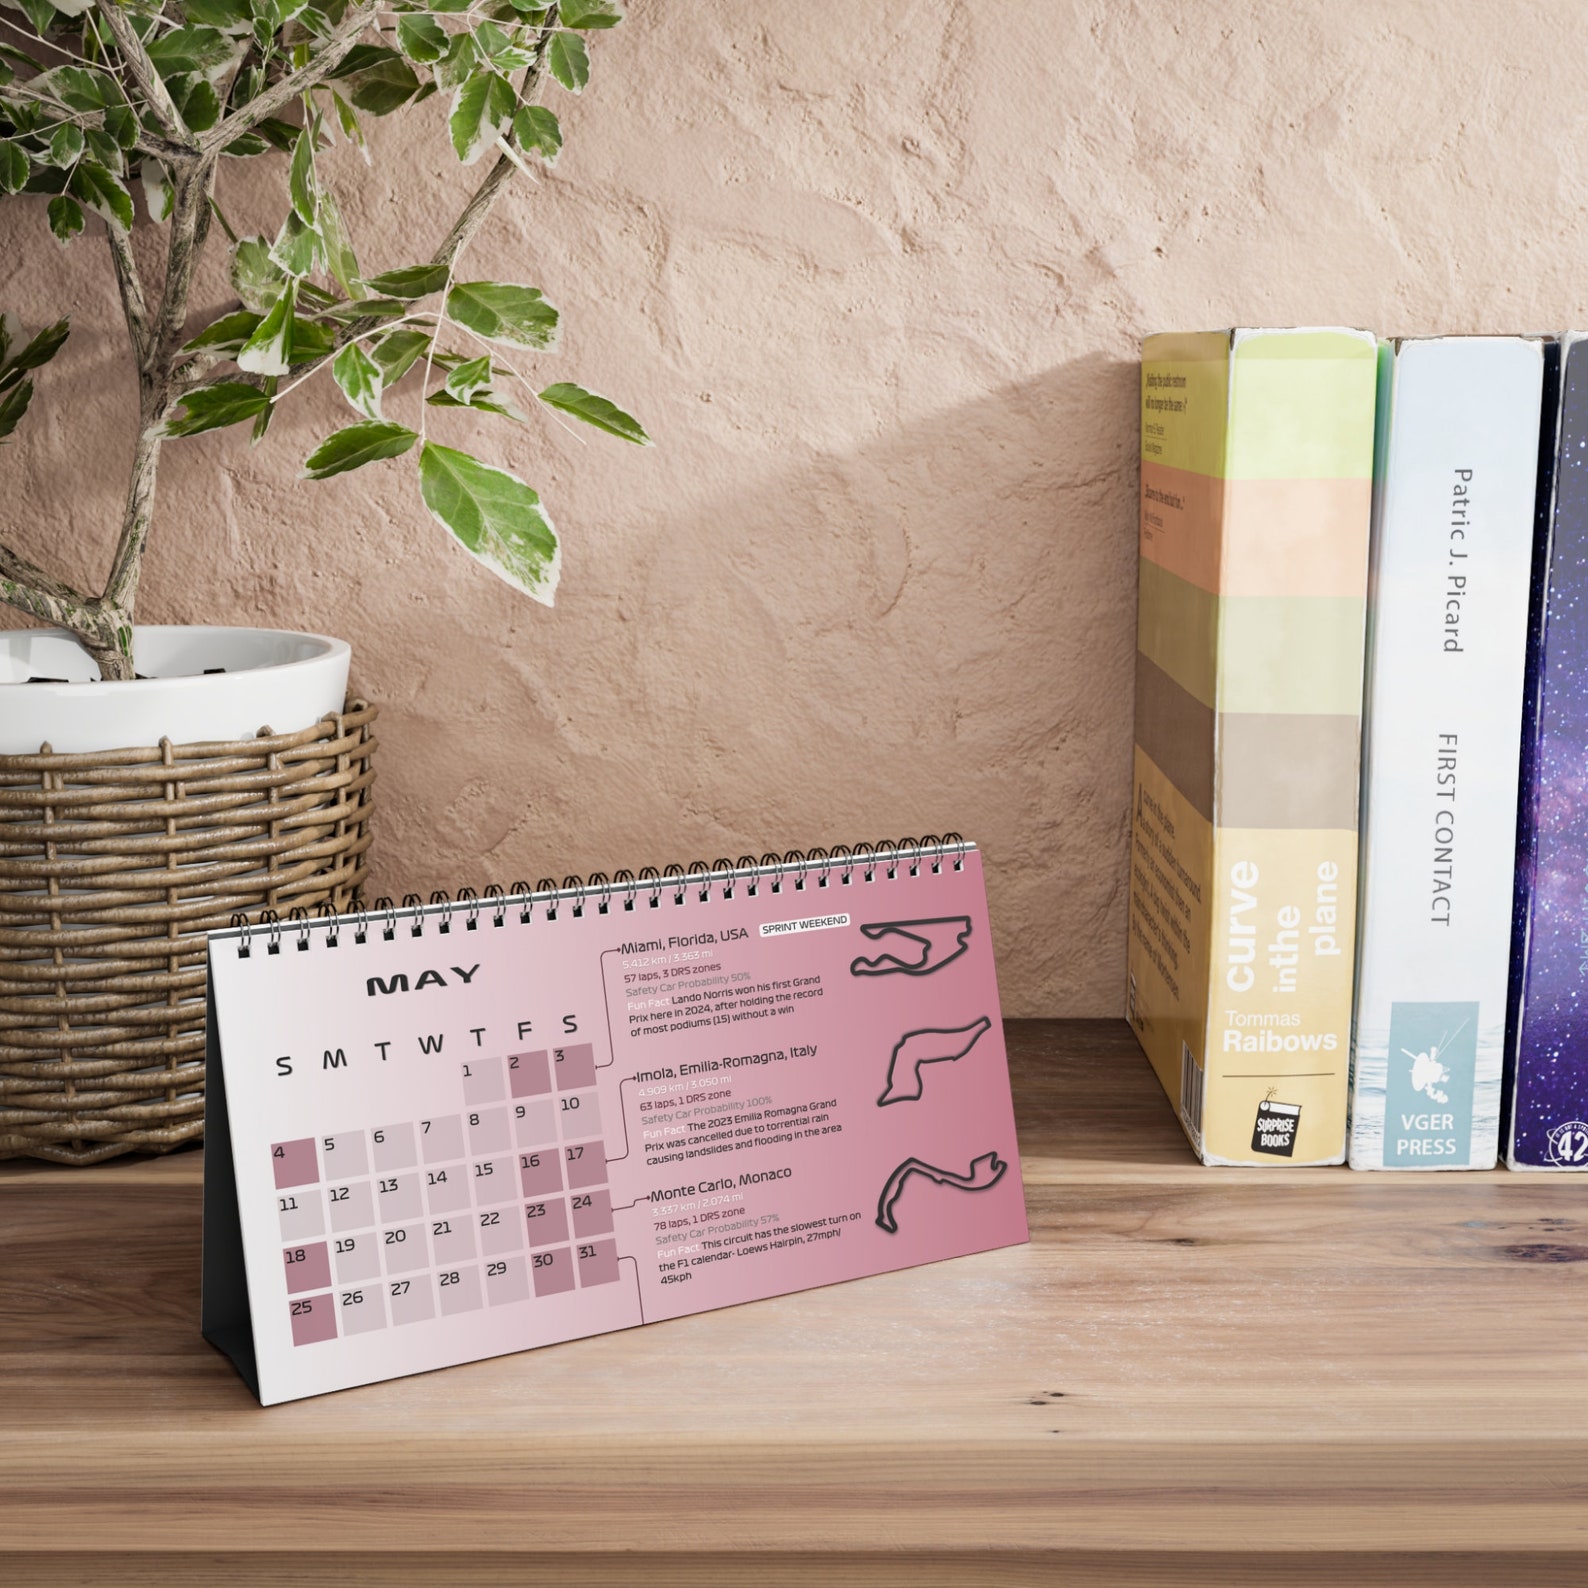 MAY
S M T W T F S
1 2 3
4 5 6 7 8 9 10
11 12 13 14 15 16 17
18 19 20 21 22 23 24
25 26 27 28 29 30 31
Miami, Florida, USA SPRINT WEEKEND
5.412 km / 3.363 mi
57 laps, 3 DRS zones
Safety Car Probability 50%
Fun Fact Lando Norris won his first Grand
Prix here in 2024, after holding the record
of most podiums (15) without a win
Imola, Emilia-Romagna, Italy
4.909 km / 3.050 mi
63 laps, 1 DRS zone
Safety Car Probability 100%
Fun Fact The 2023 Emilia Romagna Grand
Prix was cancelled due to torrential rain
causing landslides and flooding in the area
Monte Carlo, Monaco
3.337 km / 2.074 mi
78 laps, 1 DRS zone
Safety Car Probability 57%
Fun Fact This circuit has the slowest turn on
the F1 calendar- Loews Hairpin, 27mph/
45kph
curve
inthe
plane
Tommas
Raibows
SURPRISE
BOOKS
Patric J. Picard FIRST CONTACT
VGER
PRESS
42